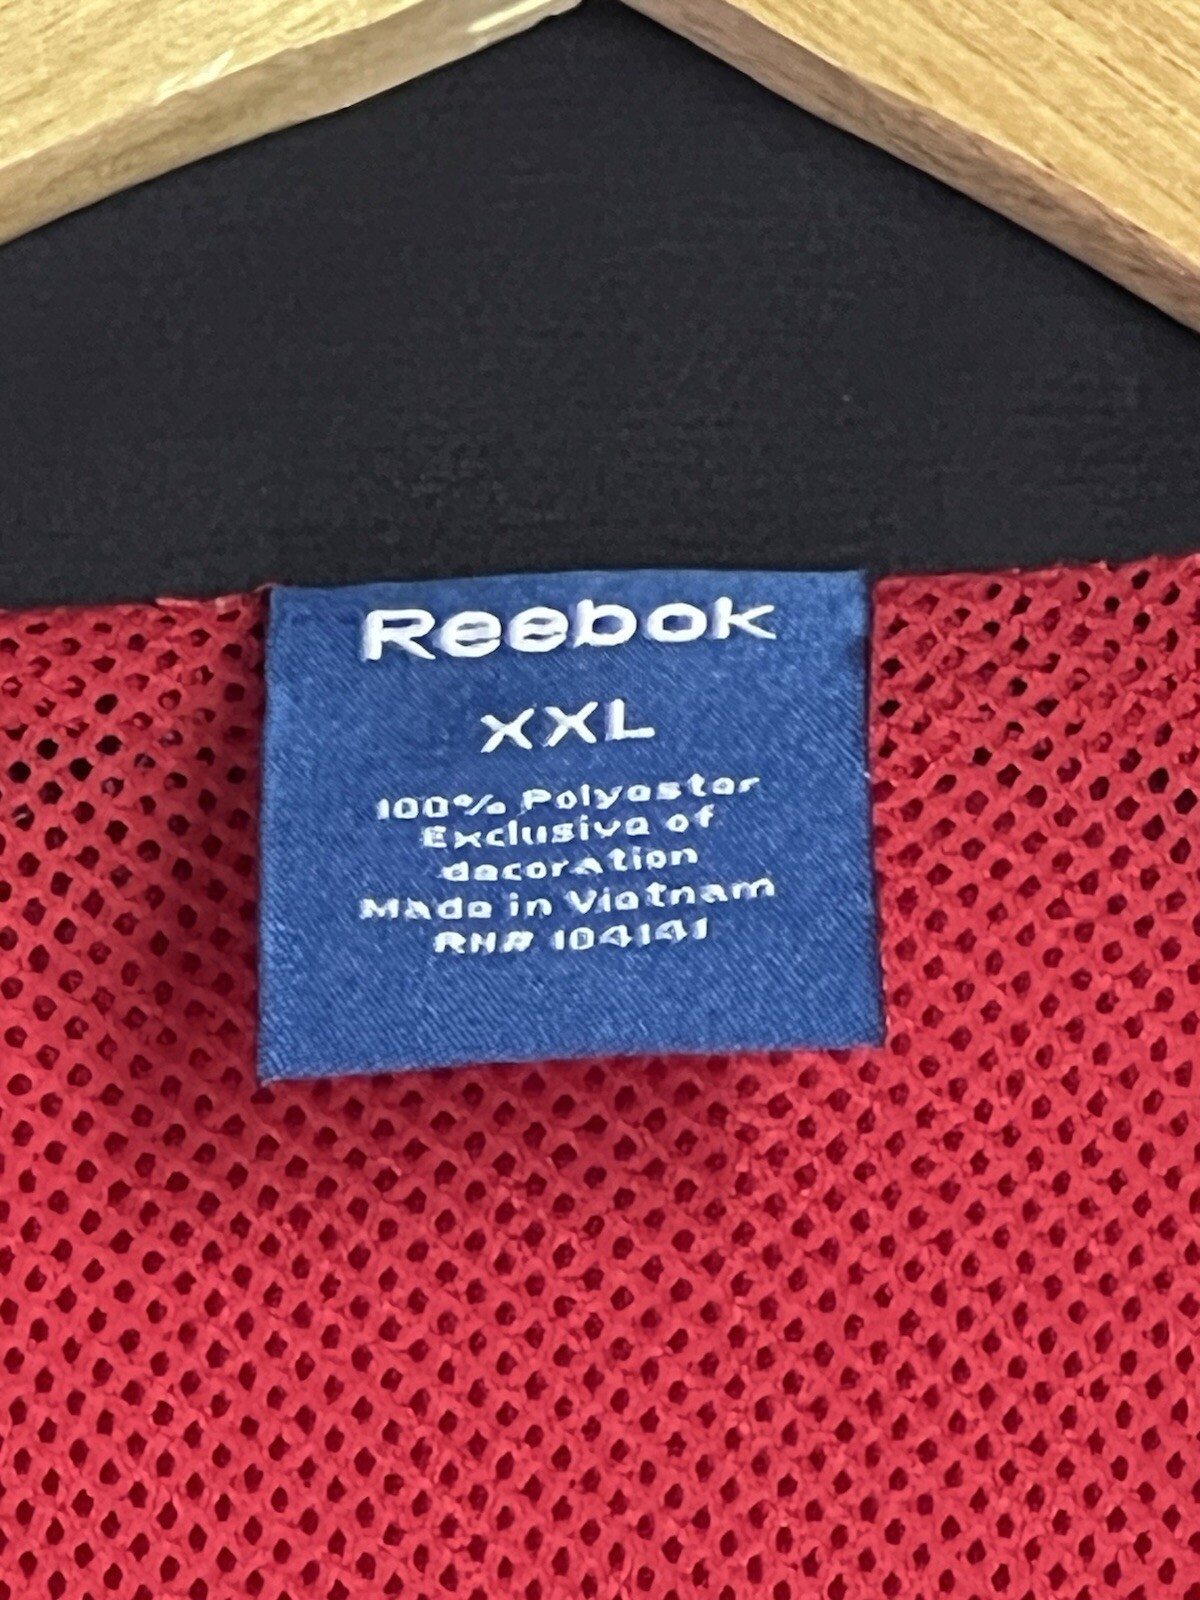 Reebok
XXL
100% Polyester
Exclusive of
decoration
Made in Vietnam
RN# 104141